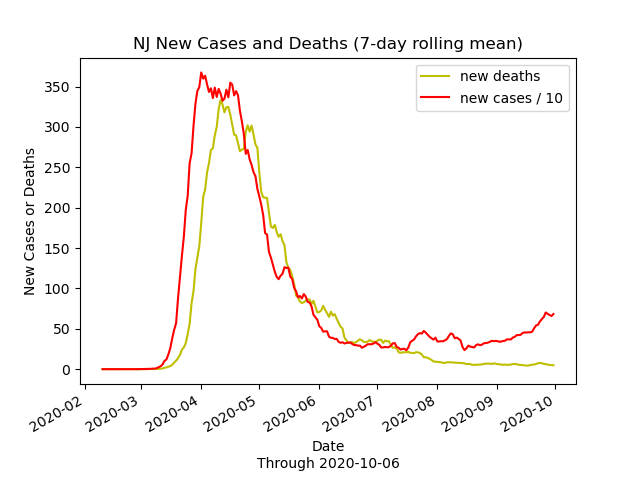 NJ New Cases and Deaths (7-day rolling mean)
new deaths
new cases / 10
New Cases or Deaths
350
300
250
200
150
100
50
0
2020-02
2020-03
2020-04
2020-05
2020-06
2020-07
2020-08
2020-09
2020-10
Date
Through 2020-10-06